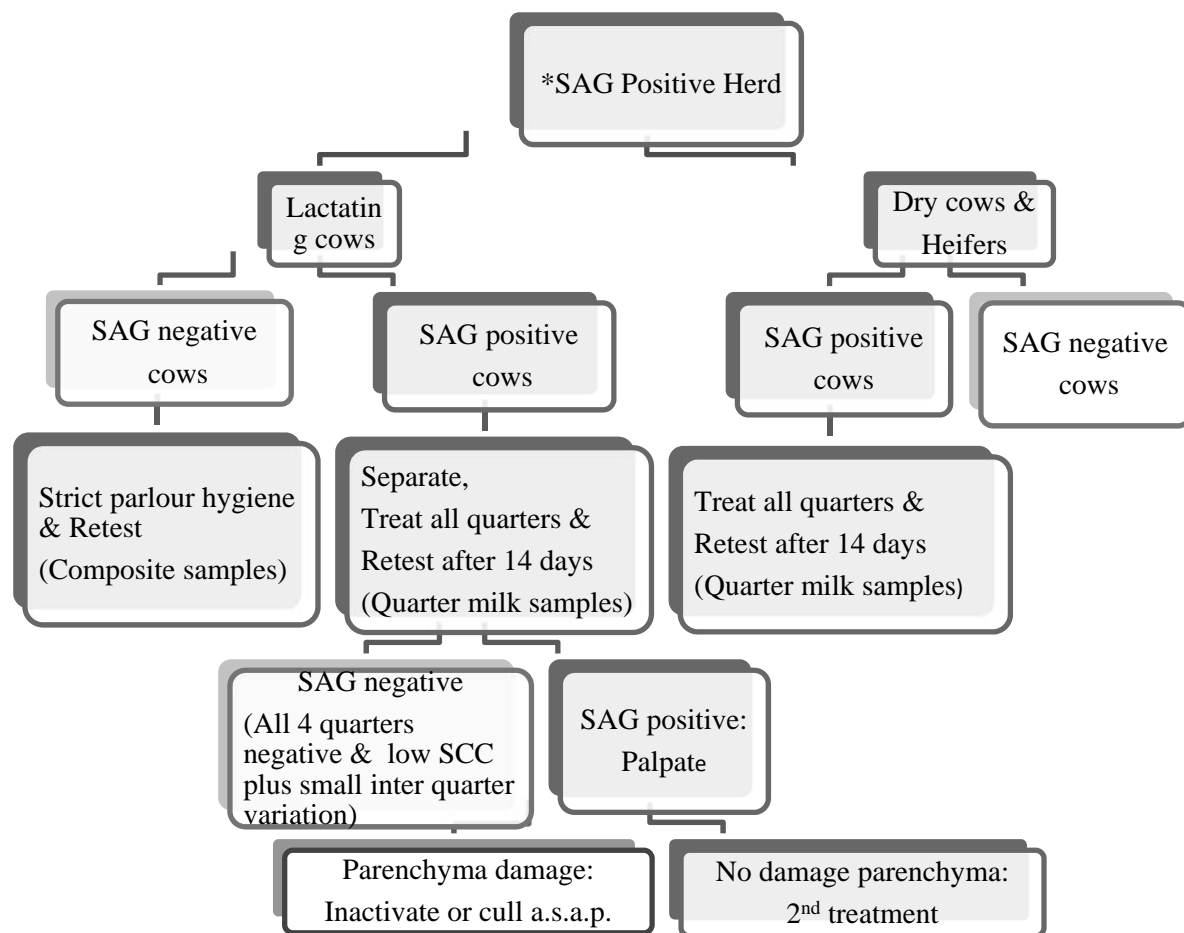 *SAG Positive Herd
Lactatin
g cows
Dry cows &
Heifers
SAG negative
cows
SAG positive
cows
SAG positive
cows
SAG negative
cows
Strict parlour hygiene
& Retest
(Composite samples)
Separate,
Treat all quarters &
Retest after 14 days
(Quarter milk samples)
Treat all quarters &
Retest after 14 days
(Quarter milk samples)
SAG negative
(All 4 quarters
negative & low SCC
plus small inter quarter
variation)
SAG positive:
Palpate
Parenchyma damage:
Inactivate or cull a.s.a.p.
No damage parenchyma:
2nd treatment